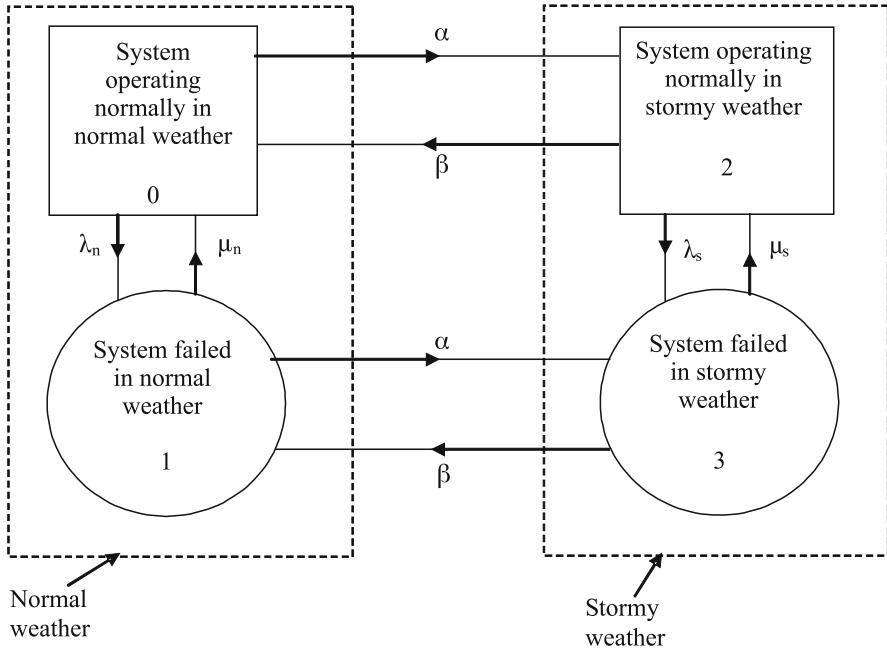 System
operating
normally in
normal weather
0
α
β
System operating
normally in
stormy weather
2
λn
μn
λs
μs
System failed
in normal
weather
1
α
β
System failed
in stormy
weather
3
Normal
weather
Stormy
weather